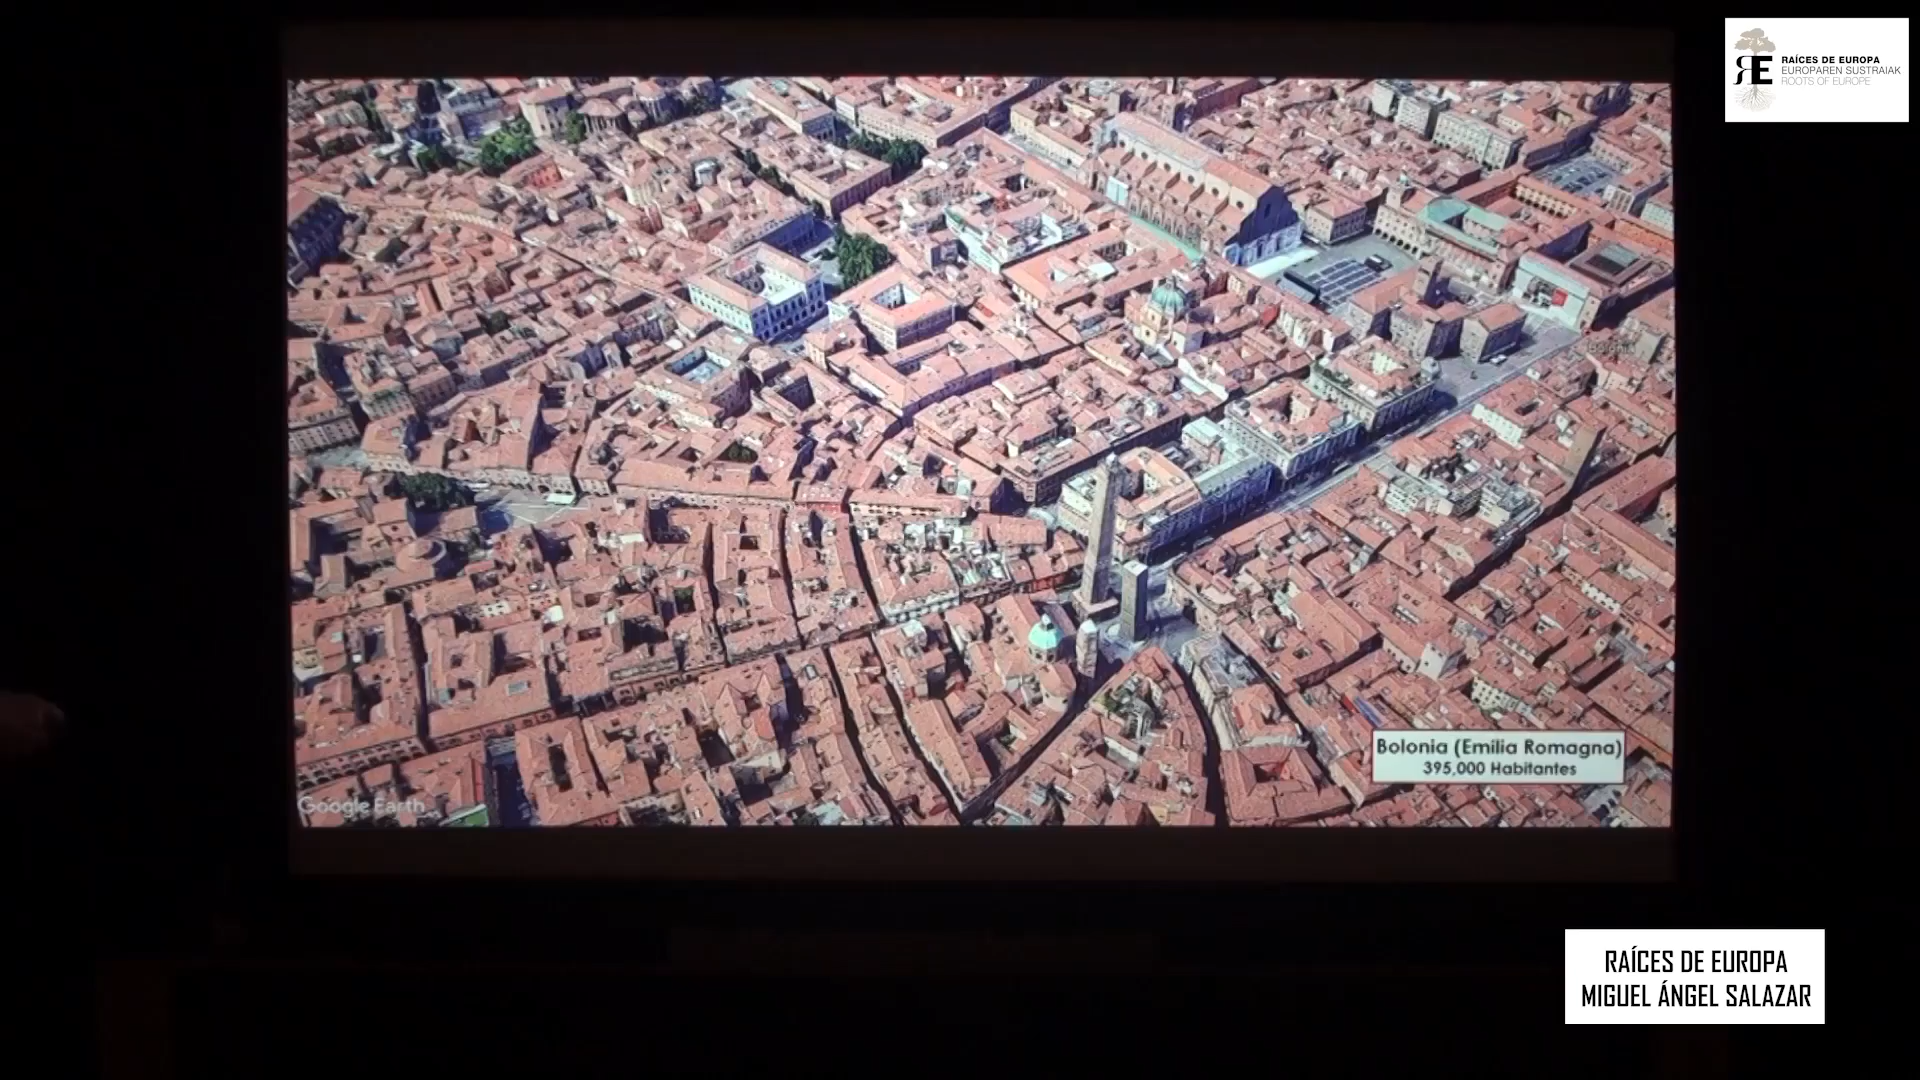 RAÍCES DE EUROPA
EUROPAREN SUSTRAIAK
ROOTS OF EUROPE
RE
Bolonia (Emilia Romagna)
395,000 Habitantes
Google Earth
RAÍCES DE EUROPA
MIGUEL ÁNGEL SALAZAR